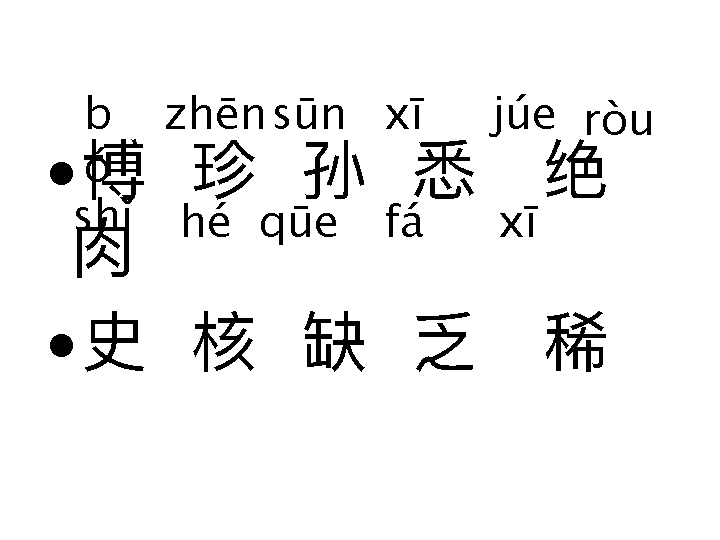 bó zhēn sūn xī júe ròu
•博 珍 孙 悉 绝
肉
shǐ hé qūe fá xī
•史 核 缺 乏 稀